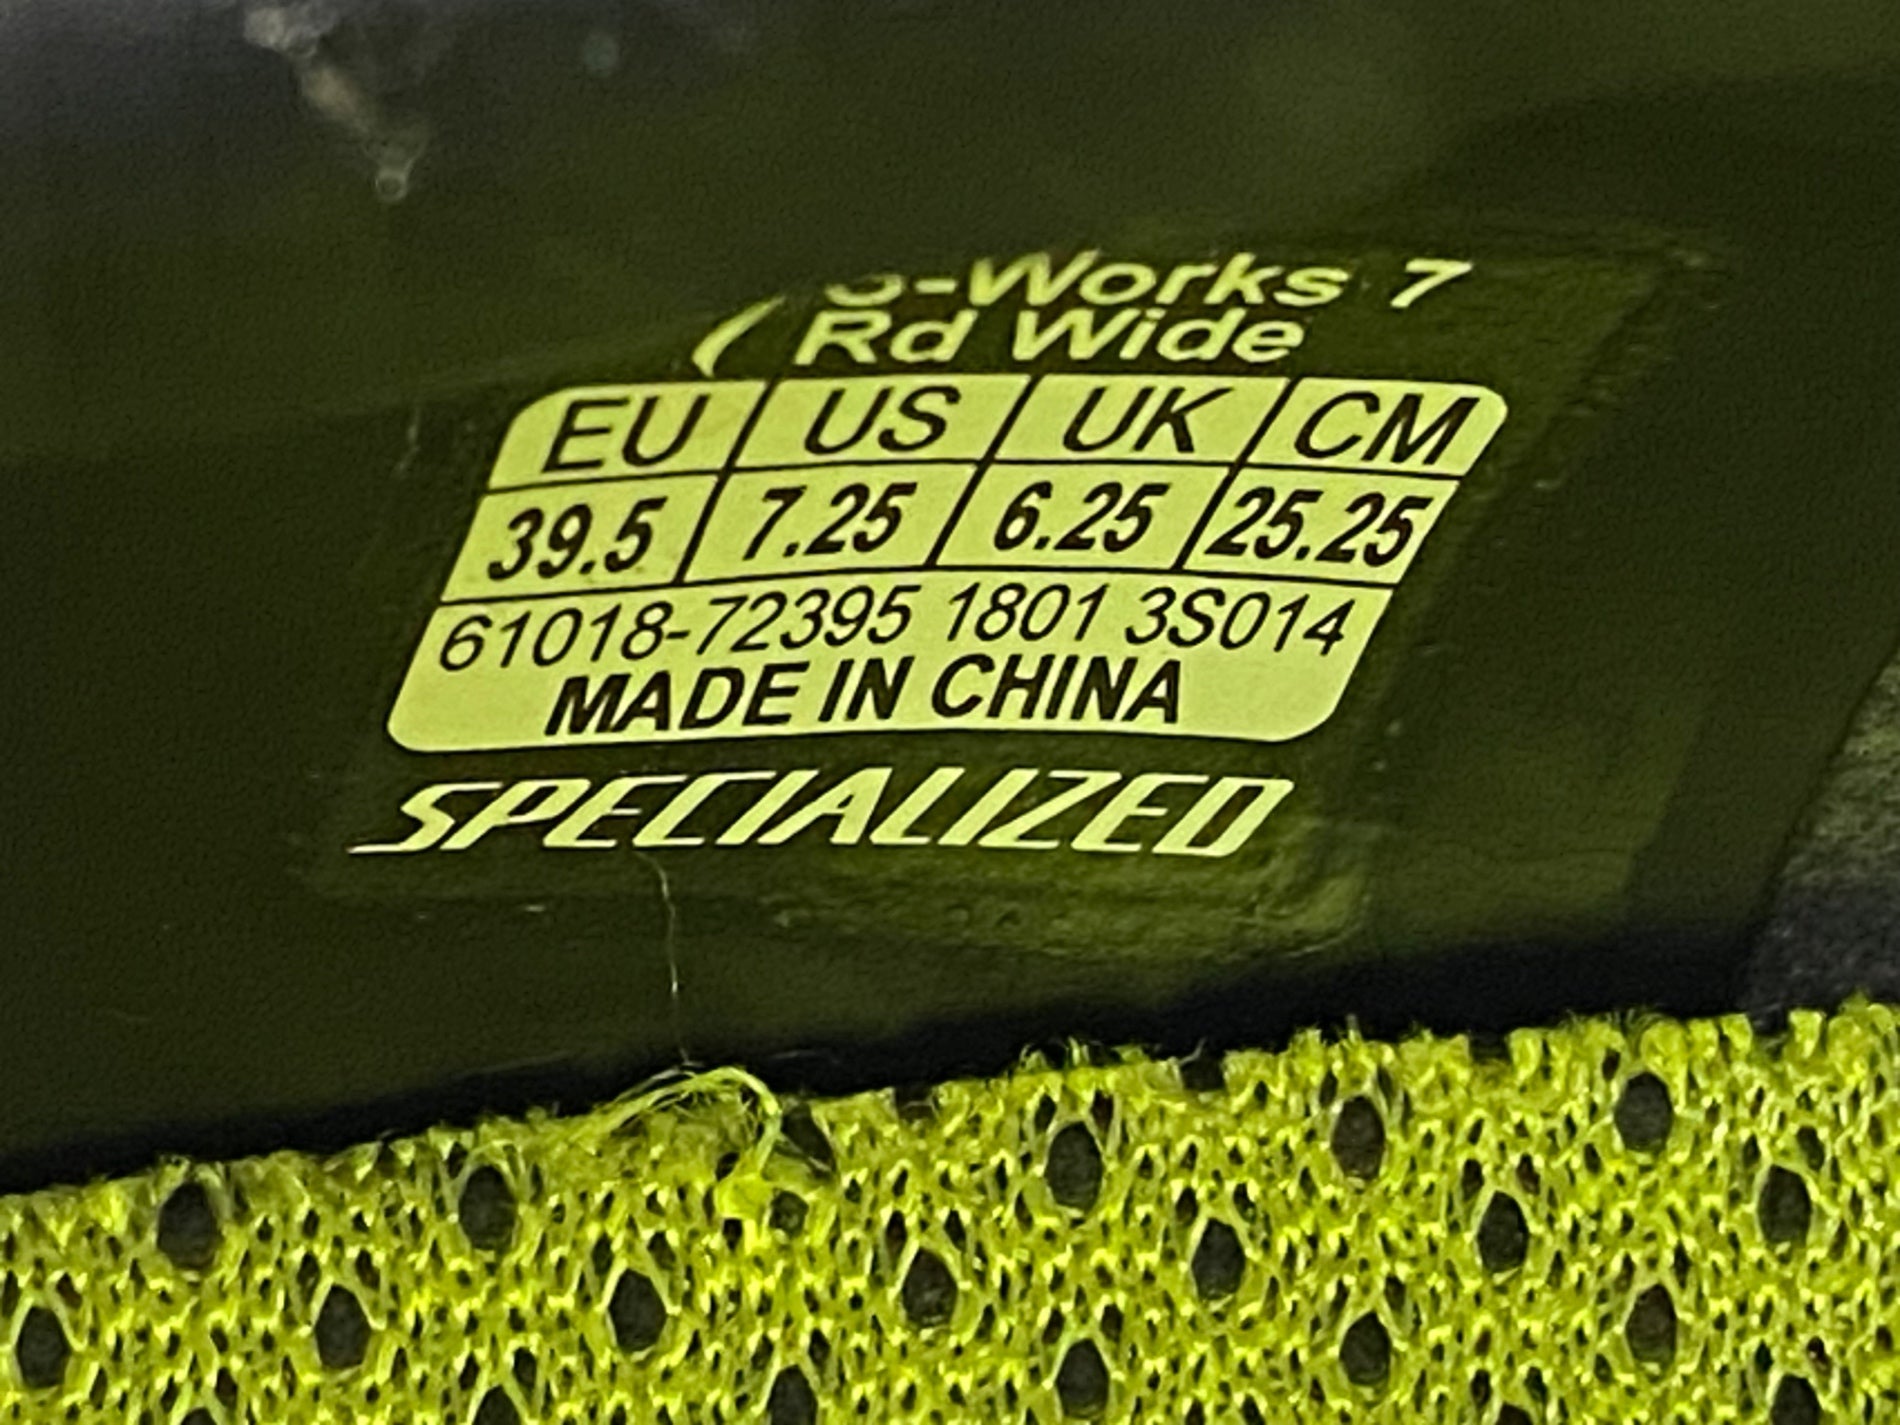 S-Works 7
Rd Wide
EU US UK CM
39.5 7.25 6.25 25.25
61018-72395 1801 3S014
MADE IN CHINA
SPECIALIZED